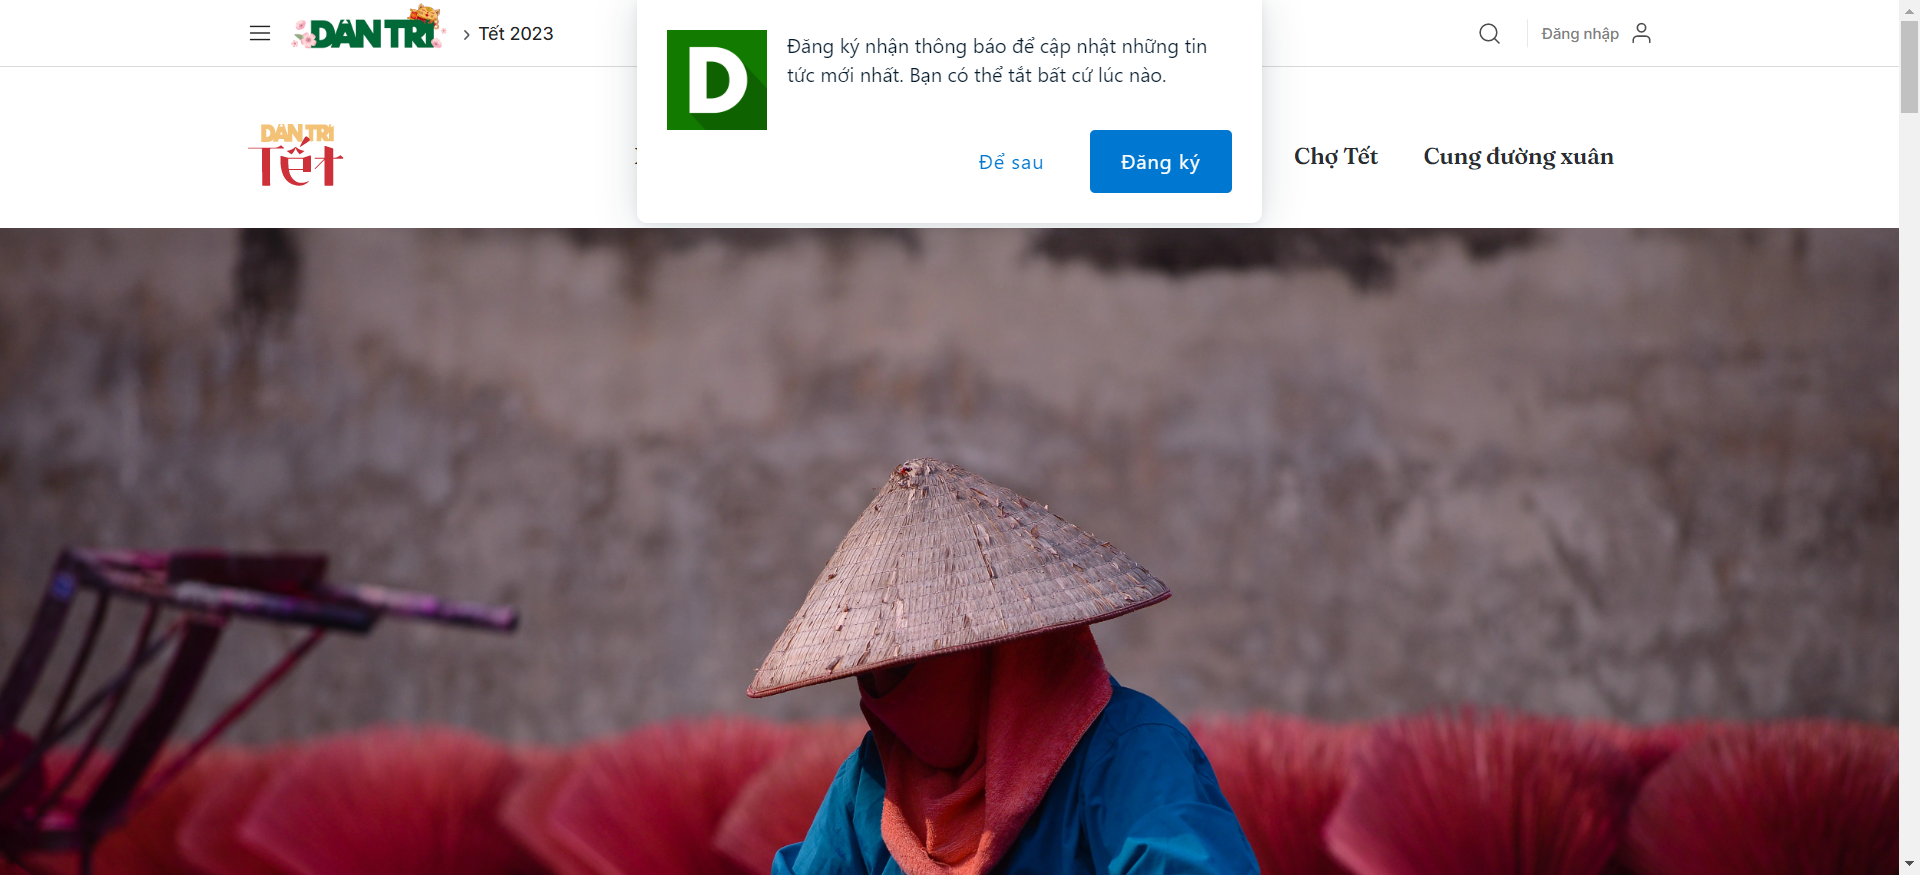 DÂN TRÍ
Tết 2023
Đăng ký nhận thông báo để cập nhật những tin
tức mới nhất. Bạn có thể tắt bất cứ lúc nào.
Để sau
Đăng ký
D
Đăng nhập
DÂN TRÍ
Tết
Chợ Tết
Cung đường xuân